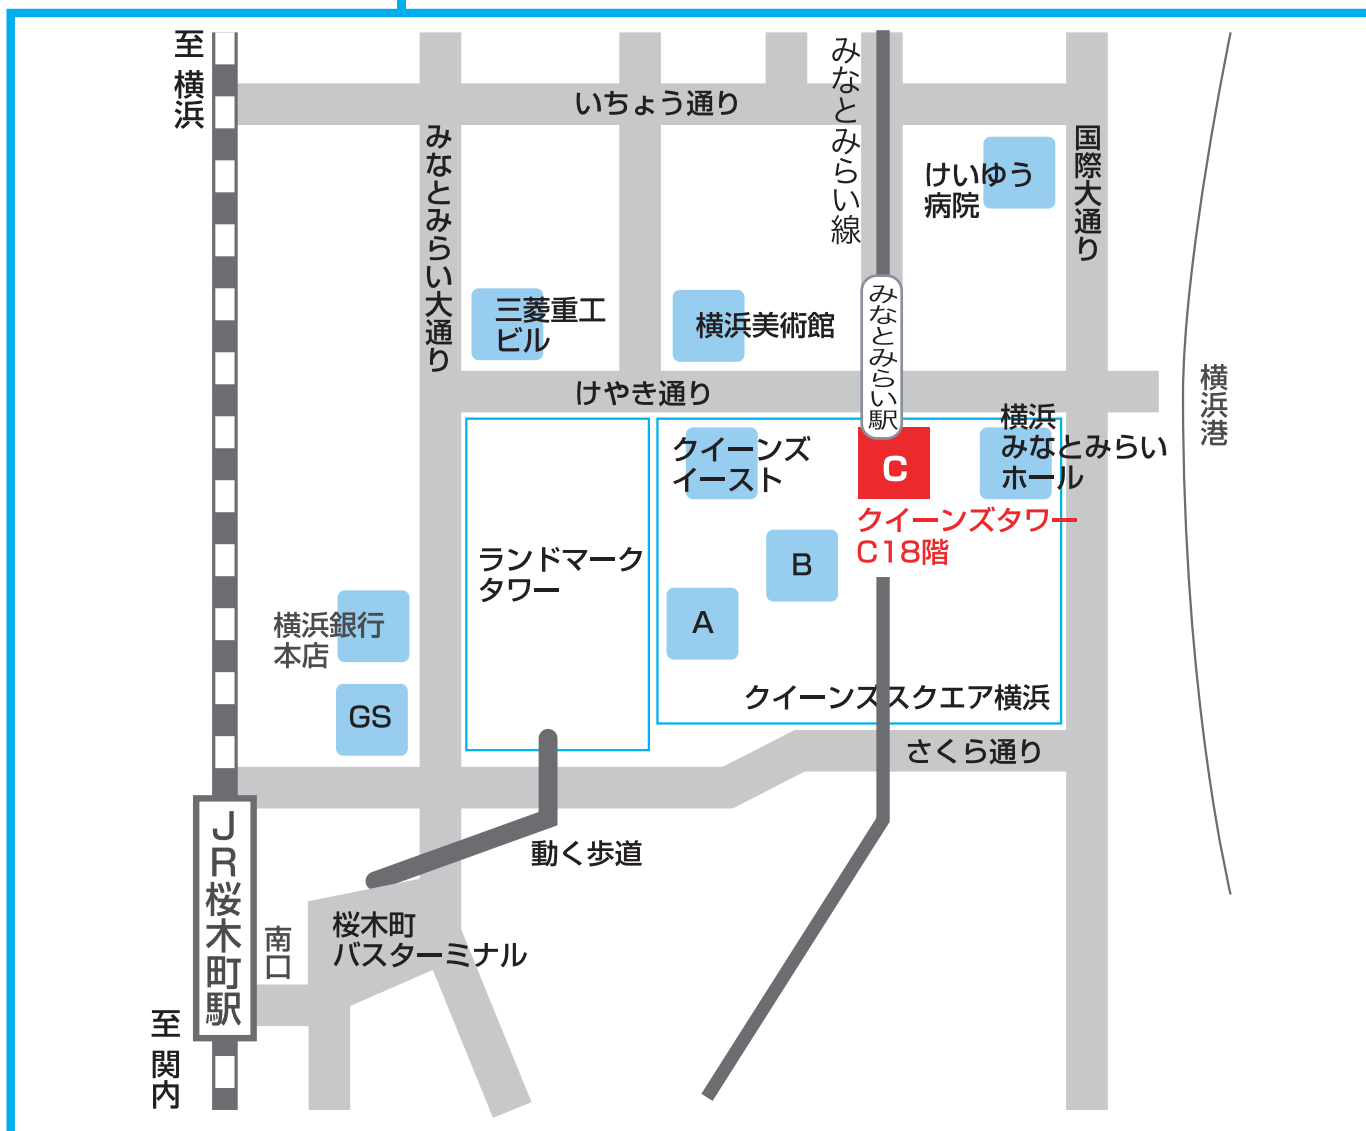 至 横浜
いちょう通り
みなとみらい線
みなとみらい大通り
国際大通り
けいゆう
病院
三菱重工
ビル
横浜美術館
みなとみらい駅
けやき通り
横浜港
横浜
みなとみらい
ホール
クイーンズ
イースト
C
クイーンズタワー
C18階
ランドマーク
タワー
B
A
横浜銀行
本店
GS
クイーンズスクエア横浜
さくら通り
動く歩道
JR桜木町駅
南口
桜木町
バスターミナル
至 関内